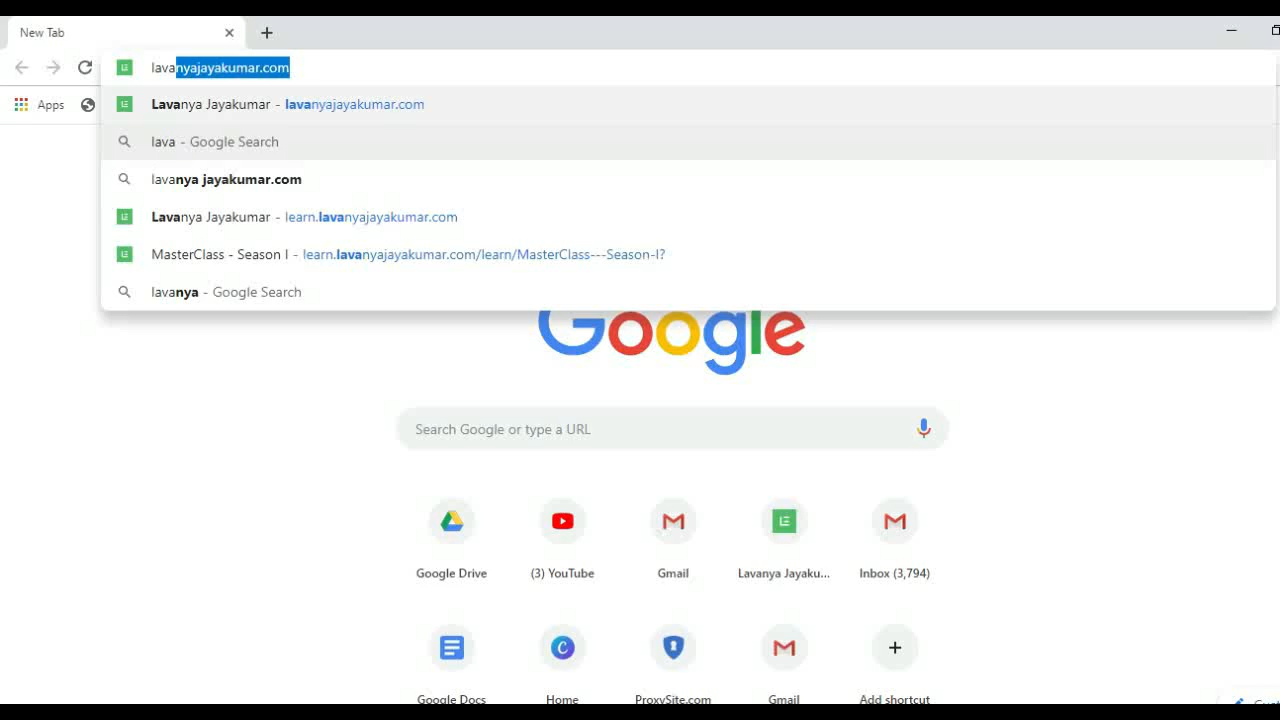 New Tab
lavanyajayakumar.com
Apps
Lavanya Jayakumar - lavanyajayakumar.com
lava - Google Search
lavanya jayakumar.com
Lavanya Jayakumar - learn.lavanyajayakumar.com
MasterClass - Season I - learn.lavanyajayakumar.com/learn/MasterClass---Season-I?
lavanya - Google Search
Google
Search Google or type a URL
Google Drive
(3) YouTube
Gmail
Lavanya Jayaku...
Inbox (3,794)
Google Docs
Home
ProxySite.com
Gmail
Add shortcut